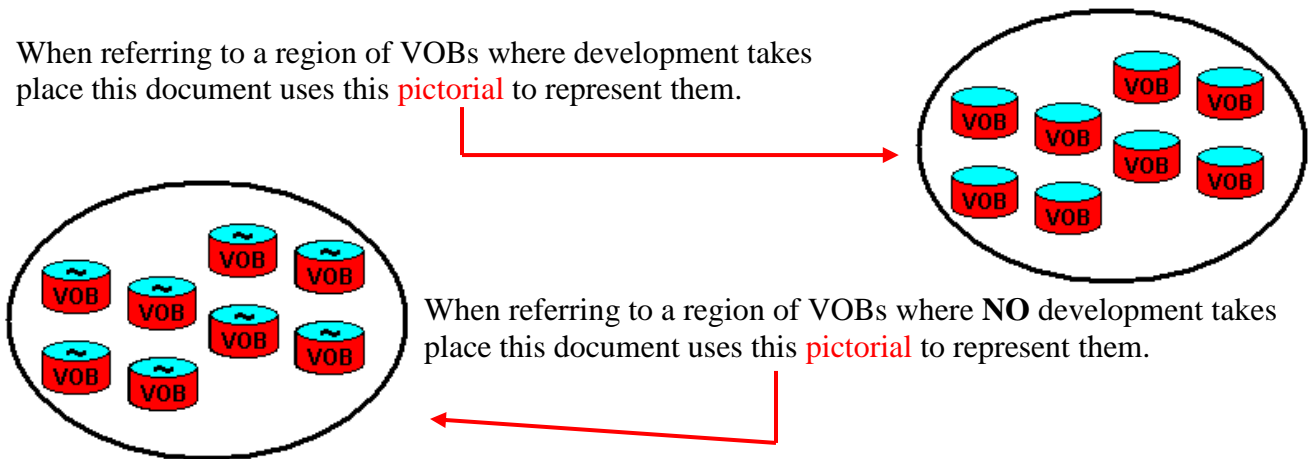 When referring to a region of VOBs where development takes
place this document uses this pictorial to represent them.
VOB
VOB
VOB
VOB
VOB
VOB
VOB
VOB
~
VOB
~
VOB
~
VOB
~
VOB
~
VOB
~
VOB
~
VOB
~
VOB
When referring to a region of VOBs where NO development takes
place this document uses this pictorial to represent them.